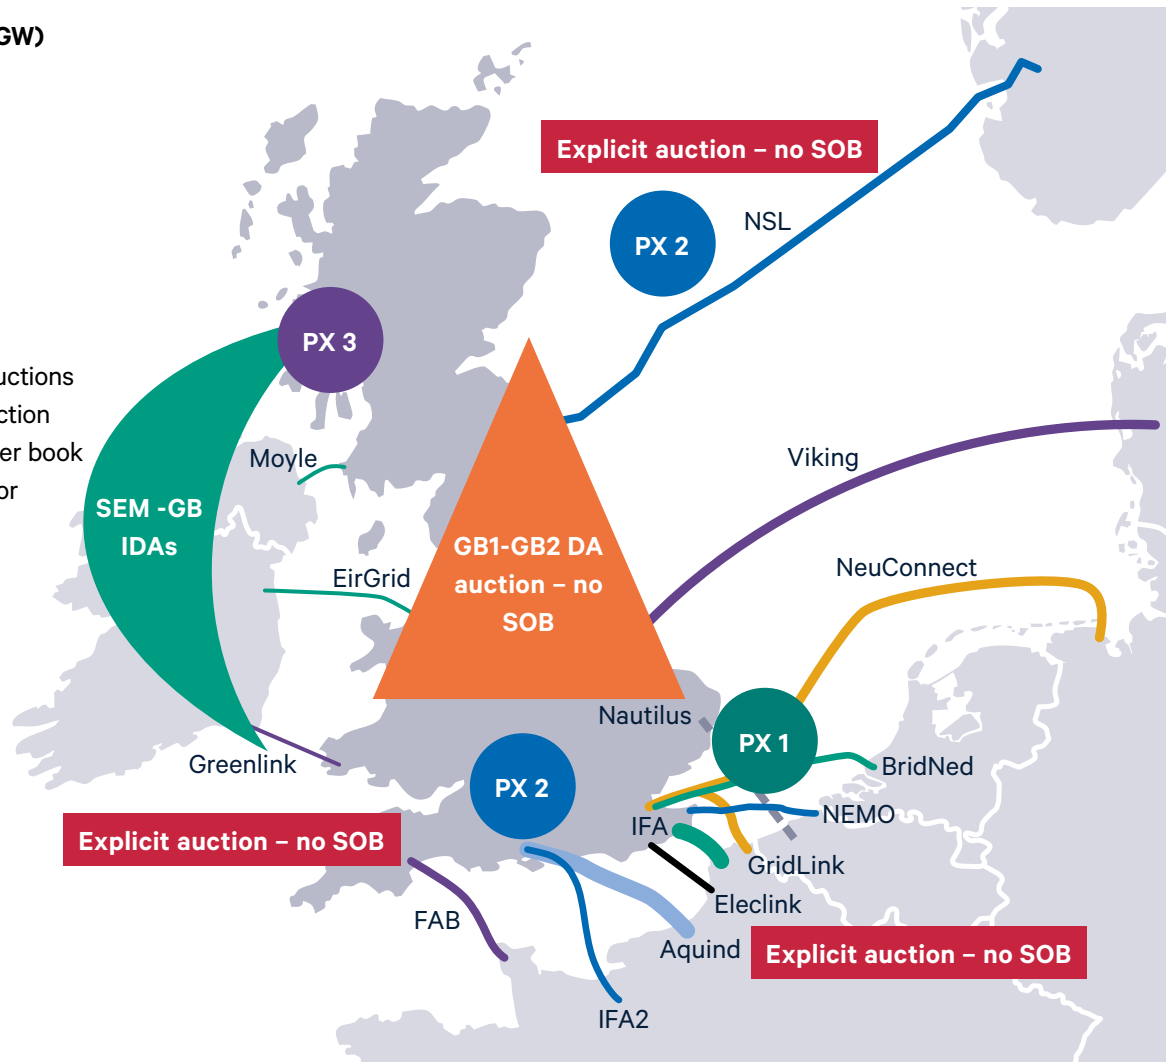 GW)
Explicit auction – no SOB
PX 2
NSL
PX 3
uctions
ction
er book
or
Moyle
Viking
SEM -GB
IDAs
GB1-GB2 DA
auction – no
SOB
EirGrid
NeuConnect
Nautilus
PX 1
Greenlink
BridNed
PX 2
NEMO
IFA
Explicit auction – no SOB
GridLink
Eleclink
FAB
Aquind
Explicit auction – no SOB
IFA2